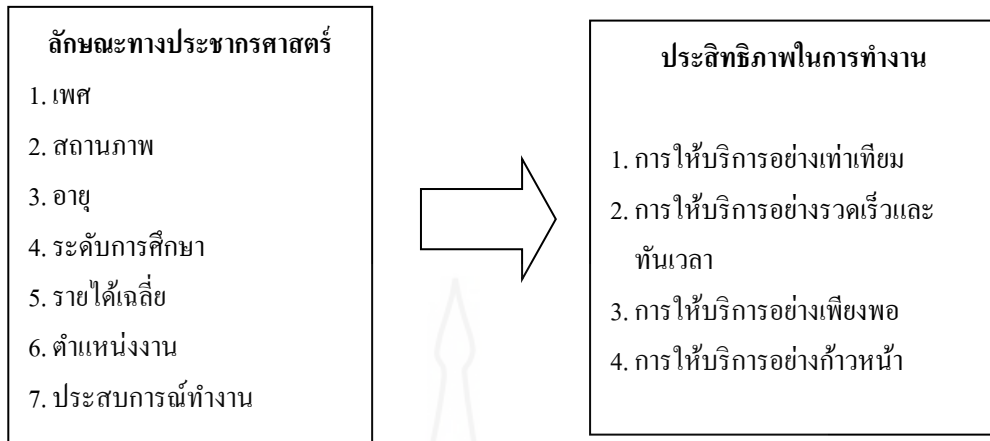 ลักษณะทางประชากรศาสตร์
1. เพศ
2. สถานภาพ
3. อายุ
4. ระดับการศึกษา
5. รายได้เฉลี่ย
6. ตำแหน่งงาน
7. ประสบการณ์ทำงาน
ประสิทธิภาพในการทำงาน
1. การให้บริการอย่างเท่าเทียม
2. การให้บริการอย่างรวดเร็วและ
ทันเวลา
3. การให้บริการอย่างเพียงพอ
4. การให้บริการอย่างก้าวหน้า